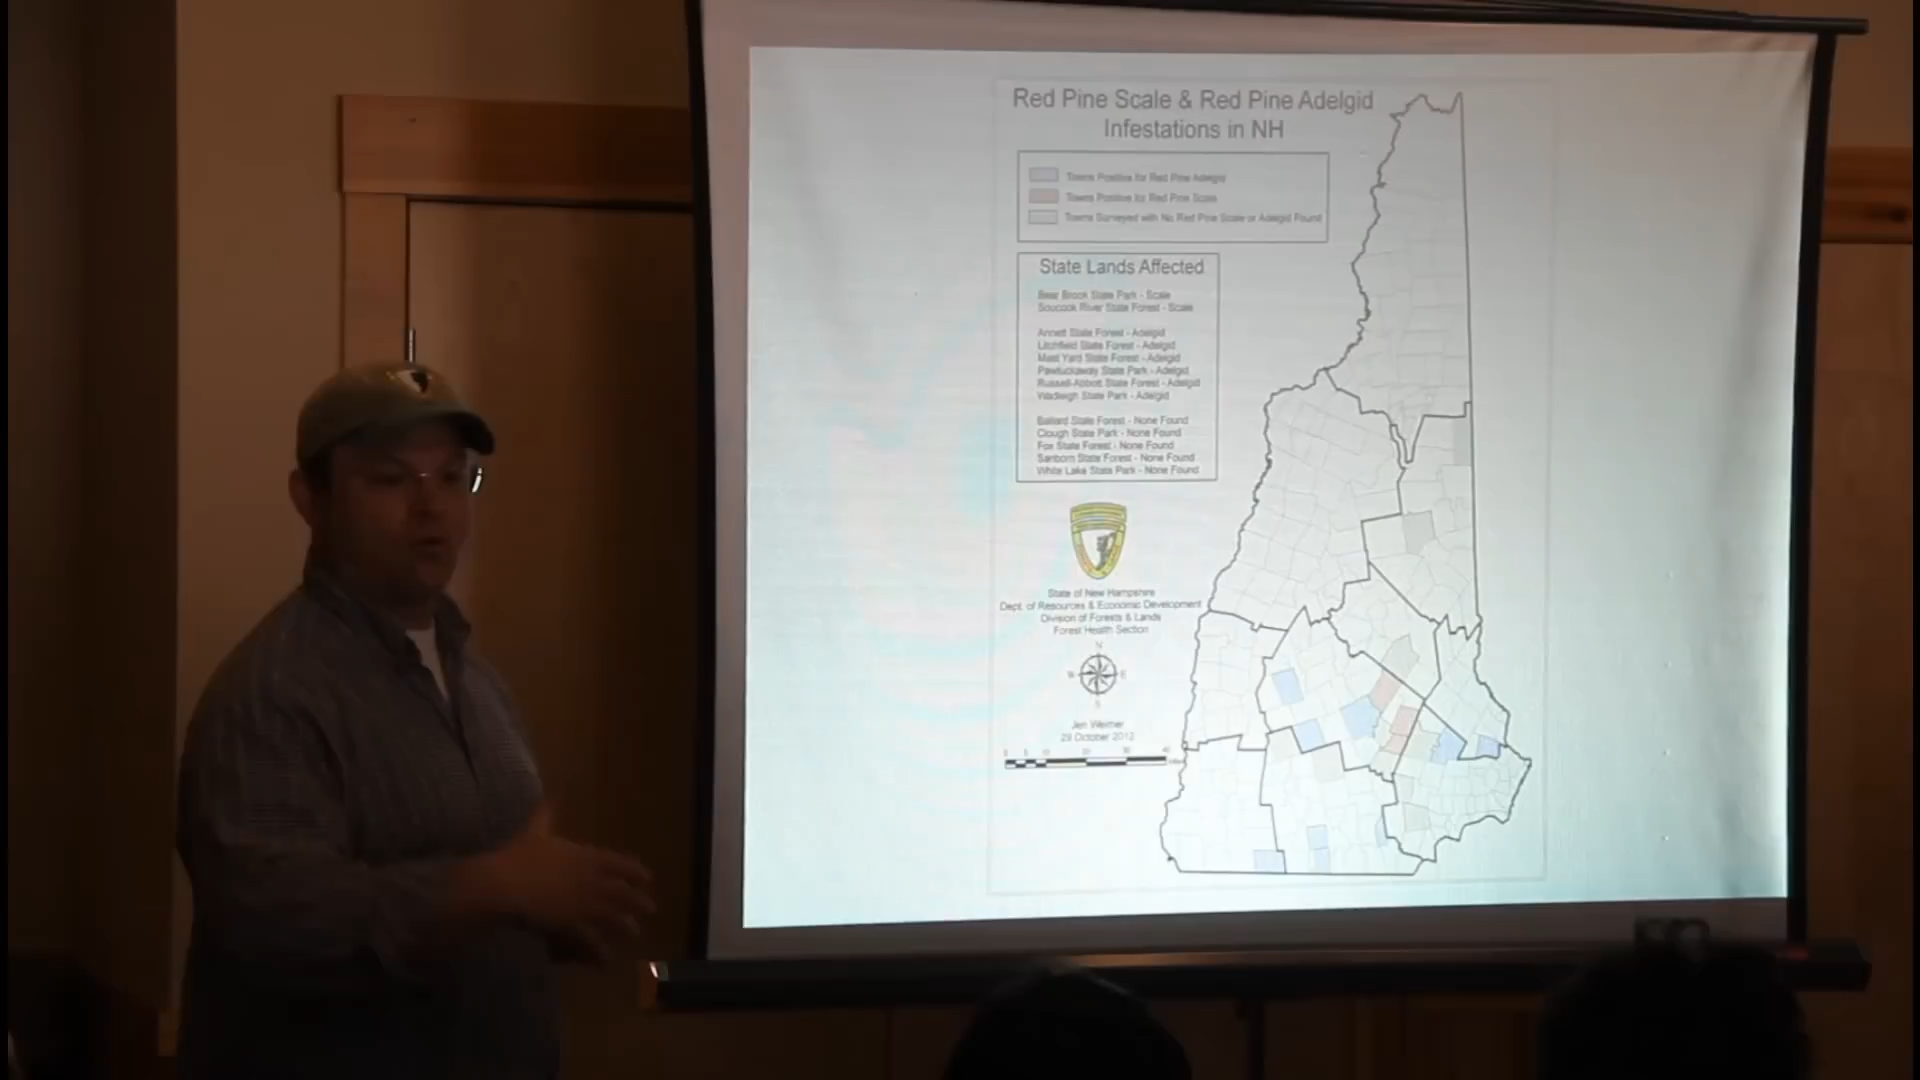 Red Pine Scale & Red Pine Adelgid
Infestations in NH
Towns Positive for Red Pine Adelgid
Towns Positive for Red Pine Scale
Towns Surveyed with No Red Pine Scale or Adelgid Found
State Lands Affected
Bear Brook State Park - Scale
Soucook River State Forest - Scale
Annett State Forest - Adelgid
Litchfield State Forest - Adelgid
Mast Yard State Forest - Adelgid
Pawtuckaway State Park - Adelgid
Russell-Abbott State Forest - Adelgid
Wadleigh State Park - Adelgid
Ballard State Forest - None Found
Clough State Park - None Found
Fox State Forest - None Found
Sanborn State Forest - None Found
White Lake State Park - None Found
State of New Hampshire
Dept. of Resources & Economic Development
Division of Forests & Lands
Forest Health Section
N
W E
S
Jen Weimer
29 October 2012